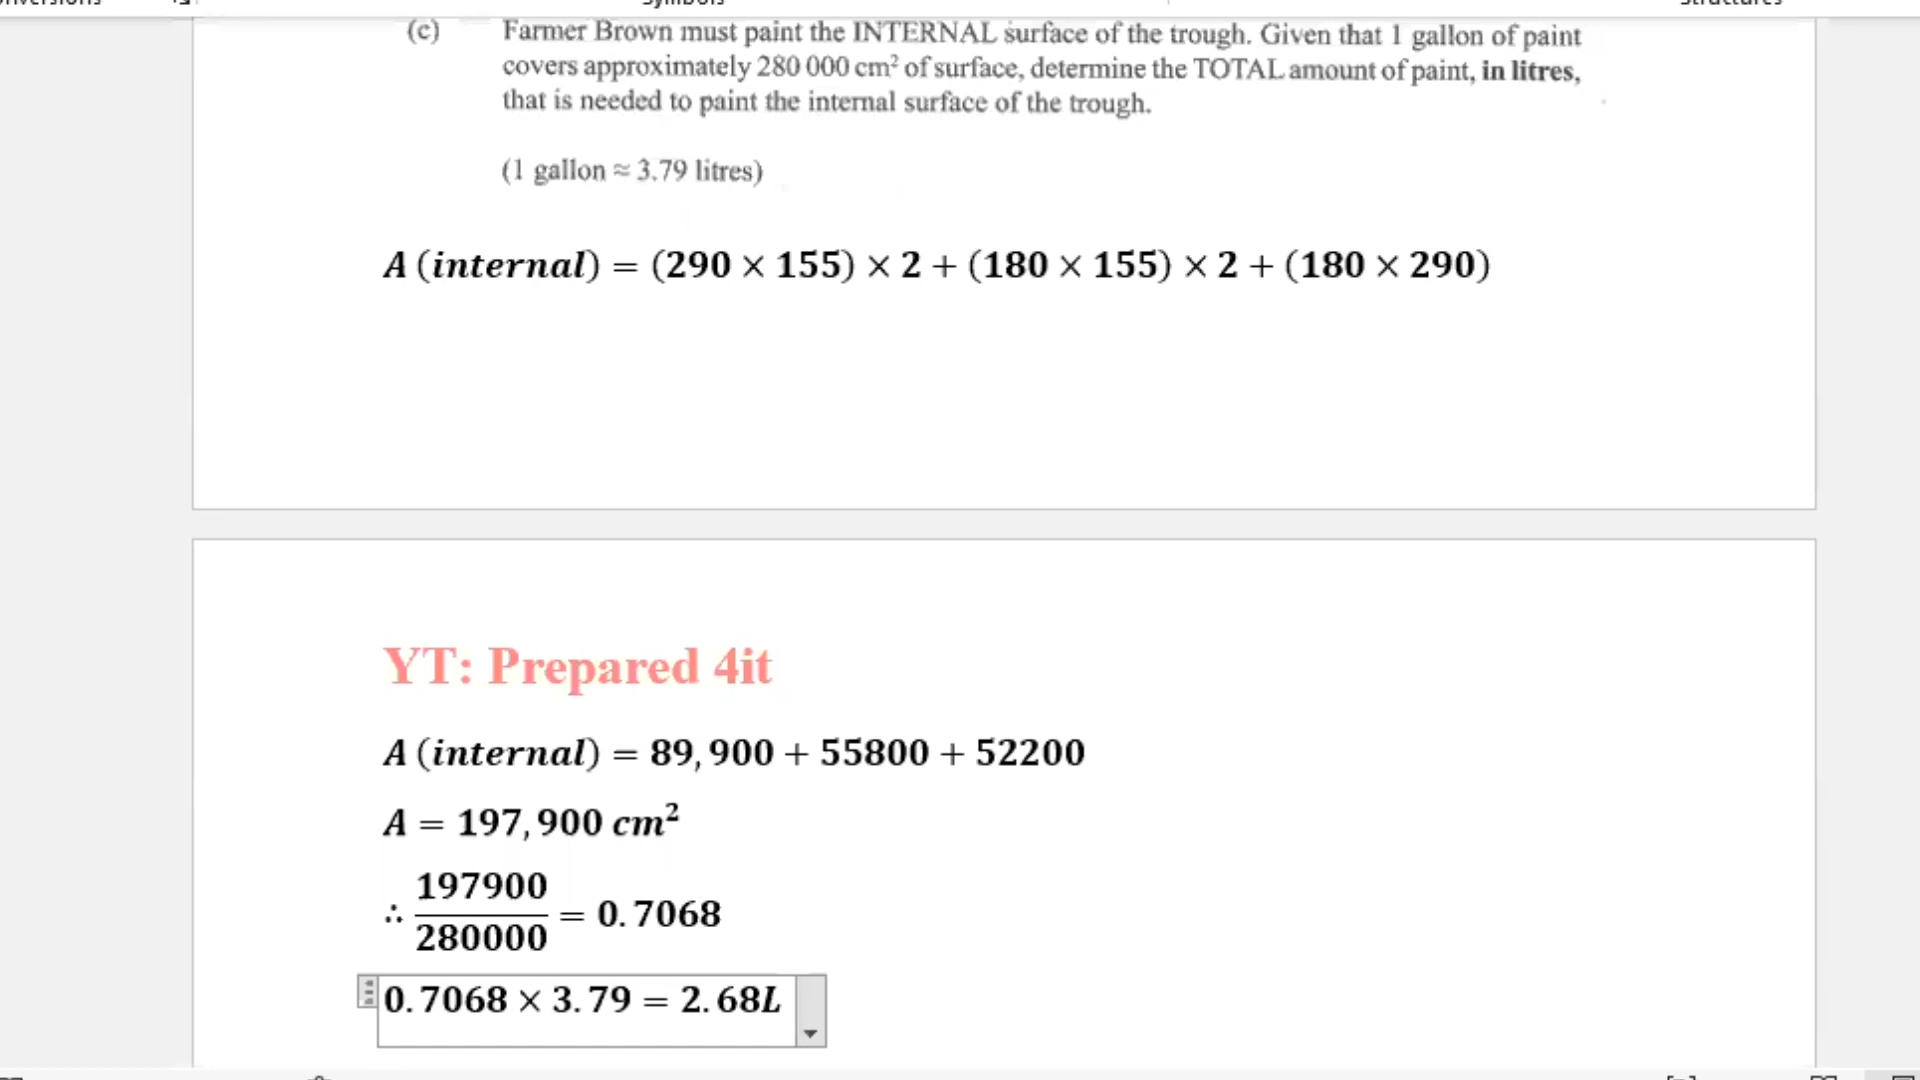 Symbols
Structures
(c) Farmer Brown must paint the INTERNAL surface of the trough. Given that 1 gallon of paint
covers approximately 280 000 cm² of surface, determine the TOTAL amount of paint, in litres,
that is needed to paint the internal surface of the trough.
(1 gallon ≈ 3.79 litres)
A (internal) = (290 × 155) × 2 + (180 × 155) × 2 + (180 × 290)
YT: Prepared 4it
A (internal) = 89, 900 + 55800 + 52200
A = 197, 900 cm²
∴ 197900/280000 = 0. 7068
0. 7068 × 3. 79 = 2. 68L